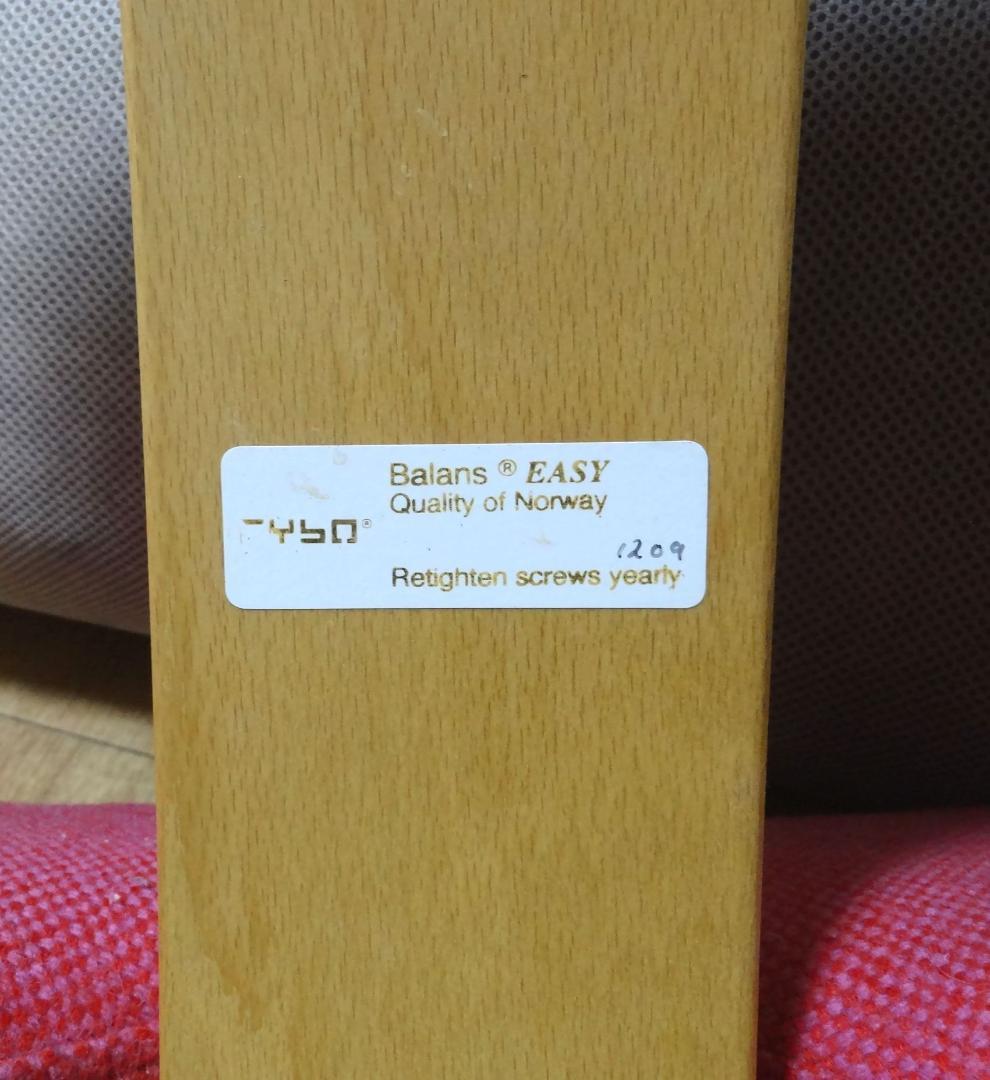 Balans ® EASY
Quality of Norway
Rybo®
1209
Retighten screws yearly